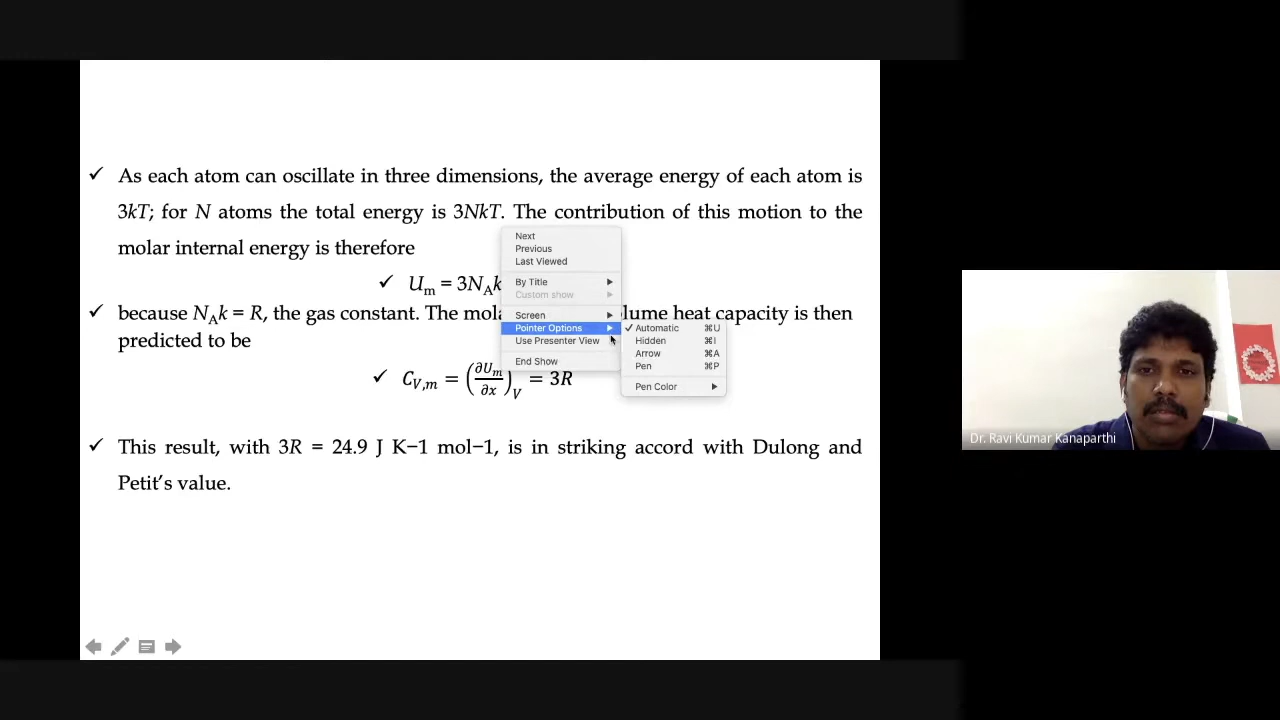 ✓ As each atom can oscillate in three dimensions, the average energy of each atom is
3kT; for N atoms the total energy is 3NkT. The contribution of this motion to the
molar internal energy is therefore
✓ Um = 3NAk
✓ because NAk = R, the gas constant. The mola
lume heat capacity is then
predicted to be
✓ C_V,m = (∂Um/∂x)_V = 3R
✓ This result, with 3R = 24.9 J K−1 mol−1, is in striking accord with Dulong and
Petit's value.
Next
Previous
Last Viewed
By Title
Custom show
Screen
Pointer Options
Use Presenter View
End Show
✓ Automatic ⌘U
Hidden ⌘I
Arrow ⌘A
Pen ⌘P
Pen Color
Dr. Ravi Kumar Kanaparthi